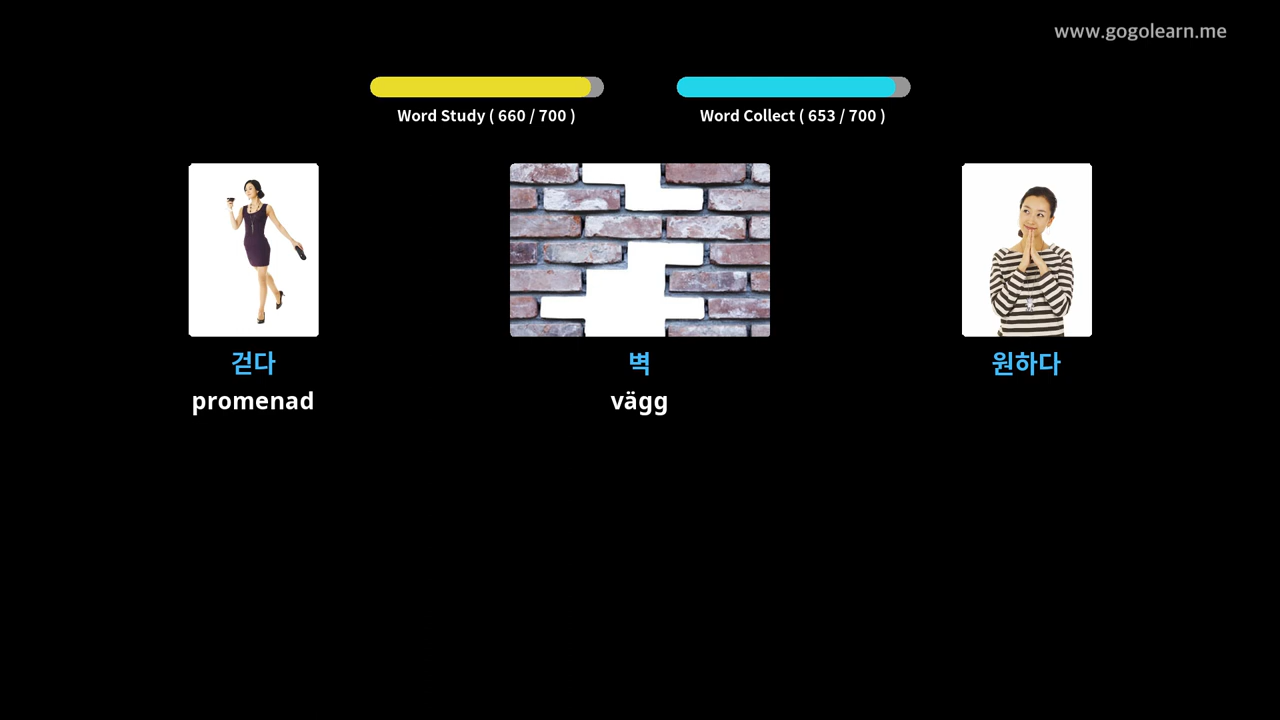 www.gogolearn.me
Word Study ( 660 / 700 )
Word Collect ( 653 / 700 )
걷다
벽
원하다
promenad
vägg